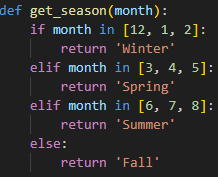 def get_season(month):
    if month in [12, 1, 2]:
        return 'Winter'
    elif month in [3, 4, 5]:
        return 'Spring'
    elif month in [6, 7, 8]:
        return 'Summer'
    else:
        return 'Fall'